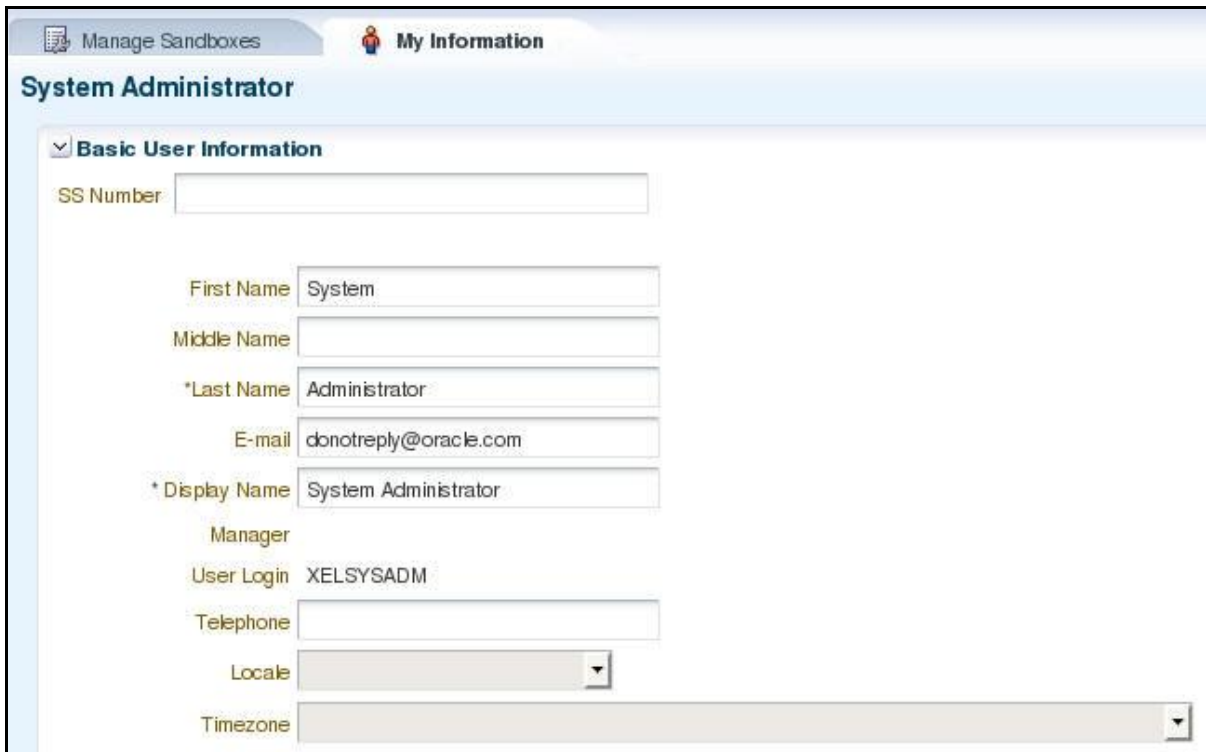 Manage Sandboxes
My Information
System Administrator
Basic User Information
SS Number
First Name System
Middle Name
*Last Name Administrator
E-mail donotreply@oracle.com
* Display Name System Administrator
Manager
User Login XELSYSADM
Telephone
Locale
Timezone